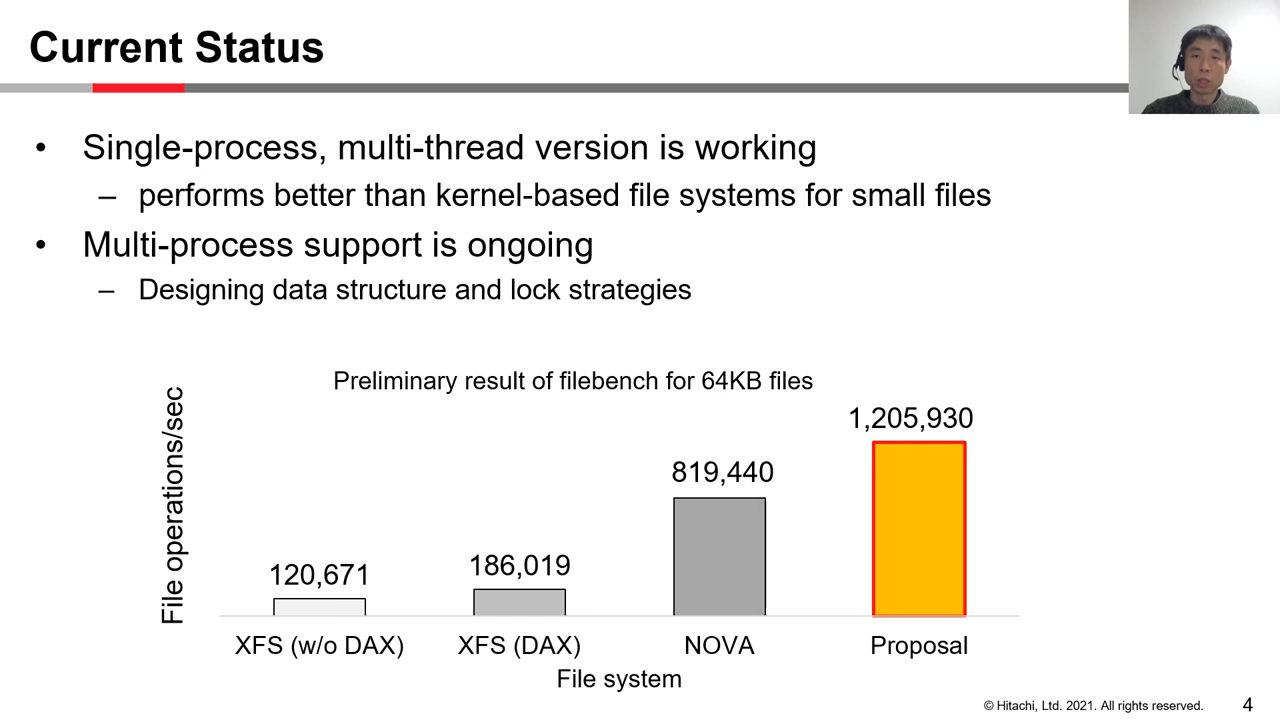 Current Status
• Single-process, multi-thread version is working
– performs better than kernel-based file systems for small files
• Multi-process support is ongoing
– Designing data structure and lock strategies
Preliminary result of filebench for 64KB files
File operations/sec
120,671
186,019
819,440
1,205,930
XFS (w/o DAX)
XFS (DAX)
NOVA
Proposal
File system
© Hitachi, Ltd. 2021. All rights reserved.
4